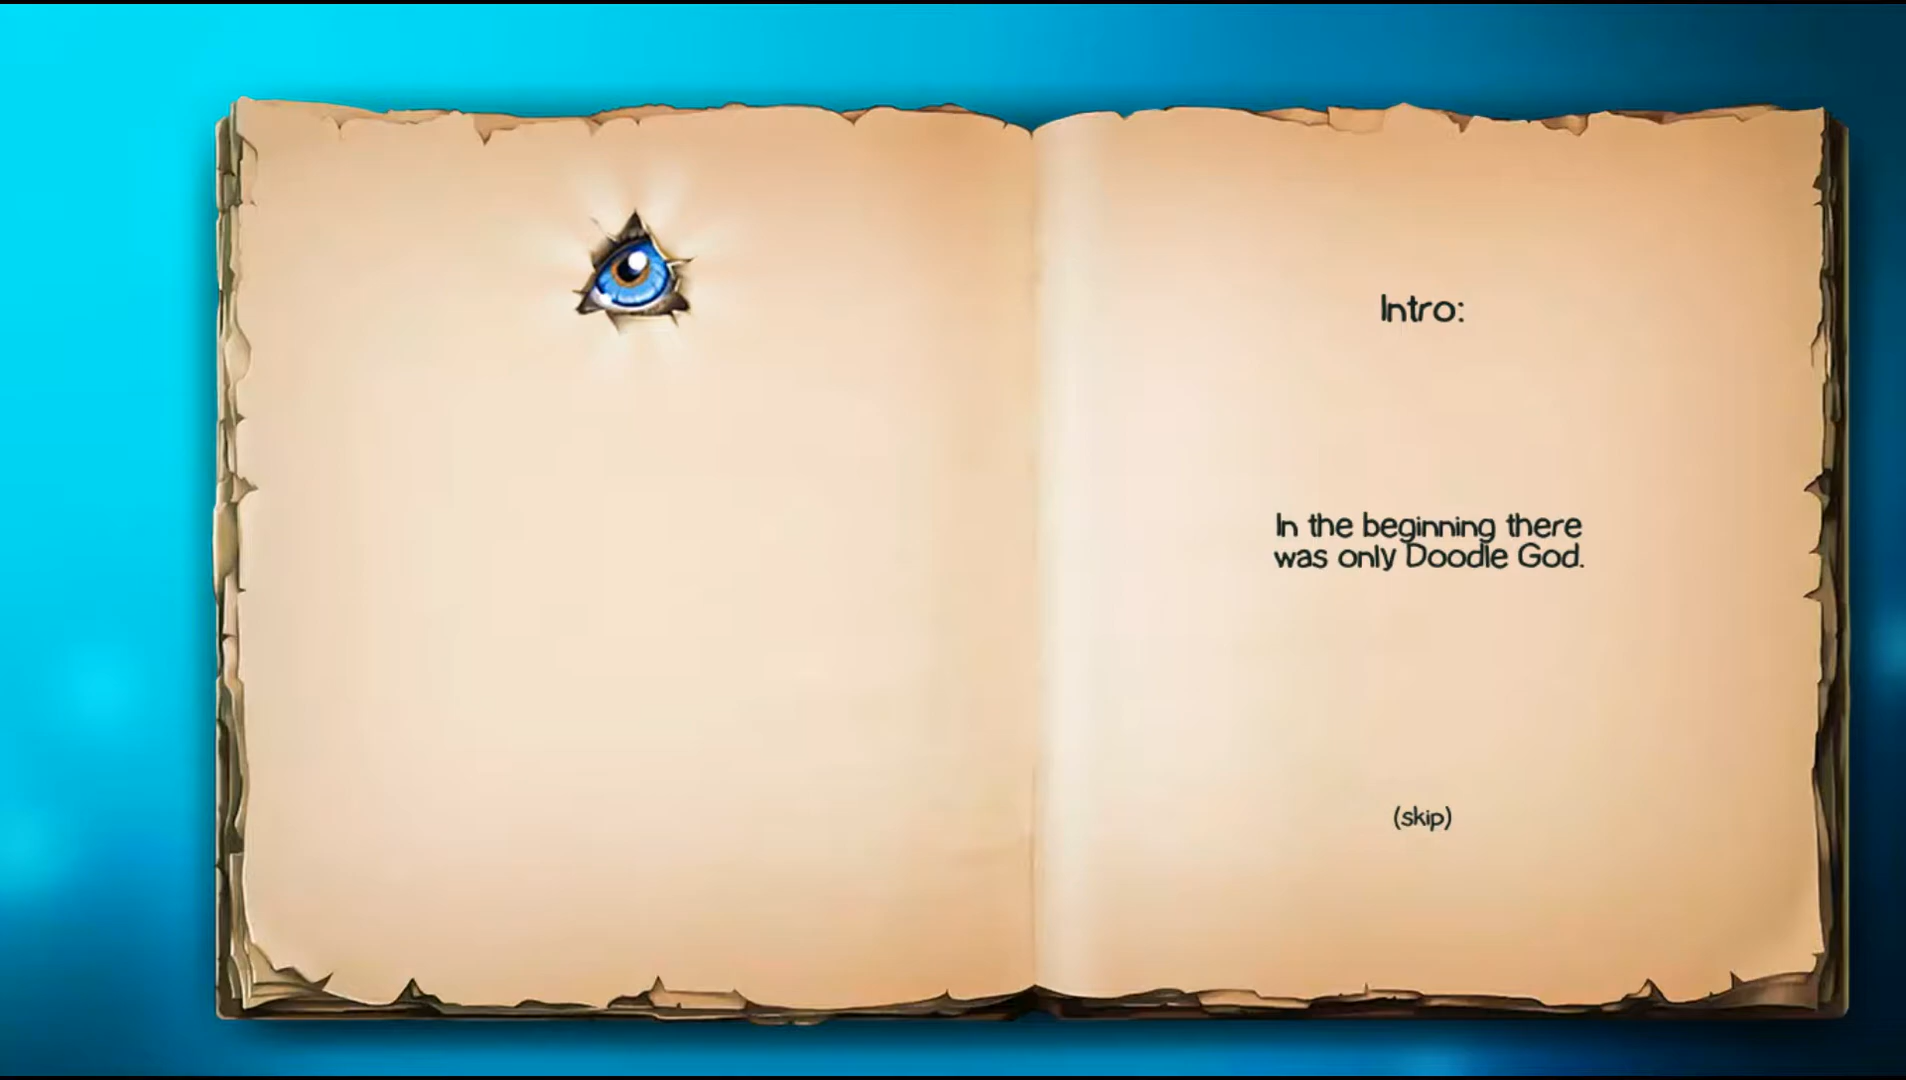 Intro:
In the beginning there
was only Doodle God.
(skip)